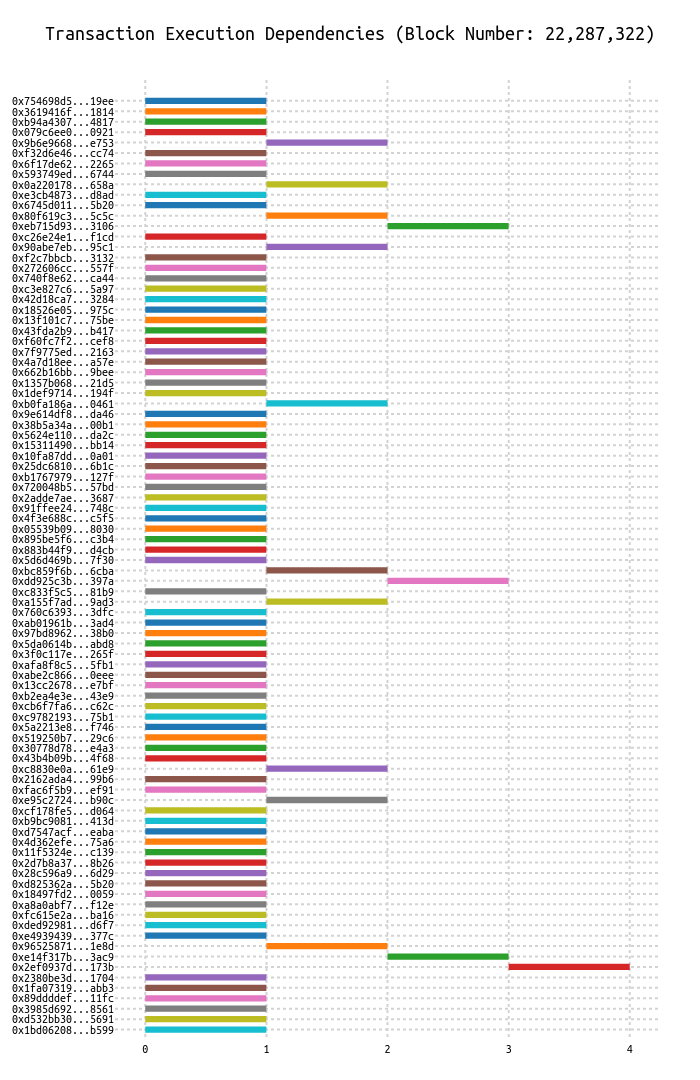 Transaction Execution Dependencies (Block Number: 22,287,322)
0x754698d5...19ee
0x3619416f...1814
0xb94a4307...4817
0x079c6ee0...0921
0x9b6e9668...e753
0xf32d6e46...cc74
0x6f17de62...2265
0x593749ed...6744
0x0a220178...658a
0xe3cb4873...d8ad
0x6745d011...5b20
0x80f619c3...5c5c
0xeb715d93...3106
0xc26e24e1...f1cd
0x90abe7eb...95c1
0xf2c7bbcb...3132
0x272606cc...557f
0x740f8e62...ca44
0xc3e827c6...5a97
0x42d18ca7...3284
0x18526e05...975c
0x13f101c7...75be
0x43fda2b9...b417
0xf60fc7f2...cef8
0x7f9775ed...2163
0x4a7d18ee...a57e
0x662b16bb...9bee
0x1357b068...21d5
0x1def9714...194f
0xb0fa186a...0461
0x9e614df8...da46
0x38b5a34a...00b1
0x5624e110...da2c
0x15311490...bb14
0x10fa87dd...0a01
0x25dc6810...6b1c
0xb1767979...127f
0x720048b5...57bd
0x2adde7ae...3687
0x91ffee24...748c
0x4f3e688c...c5f5
0x05539b09...8030
0x895be5f6...c3b4
0x883b44f9...d4cb
0x5d6d469b...7f30
0xbc859f6b...6cba
0xdd925c3b...397a
0xc833f5c5...81b9
0xa155f7ad...9ad3
0x760c6393...3dfc
0xab01961b...3ad4
0x97bd8962...38b0
0x5da0614b...abd8
0x3f0c117e...265f
0xafa8f8c5...5fb1
0xabe2c866...0eee
0x13cc2678...e7bf
0xb2ea4e3e...43e9
0xcb6f7fa6...c62c
0xc9782193...75b1
0x5a2213e8...f746
0x519250b7...29c6
0x30778d78...e4a3
0x43b4b09b...4f68
0xc8830e0a...61e9
0x2162ada4...99b6
0xfac6f5b9...ef91
0xe95c2724...b90c
0xcf178fe5...d064
0xb9bc9081...413d
0xd7547acf...eaba
0x4d362efe...75a6
0x11f5324e...c139
0x2d7b8a37...8b26
0x28c596a9...6d29
0xd825362a...5b20
0x18497fd2...0059
0xa8a0abf7...f12e
0xfc615e2a...ba16
0xded92981...d6f7
0xe4939439...377c
0x96525871...1e8d
0xe14f317b...3ac9
0x2ef0937d...173b
0x2380be3d...1704
0x1fa07319...abb3
0x89ddddef...11fc
0x3985d692...8561
0xd532bb30...5691
0x1bd06208...b599
0 1 2 3 4